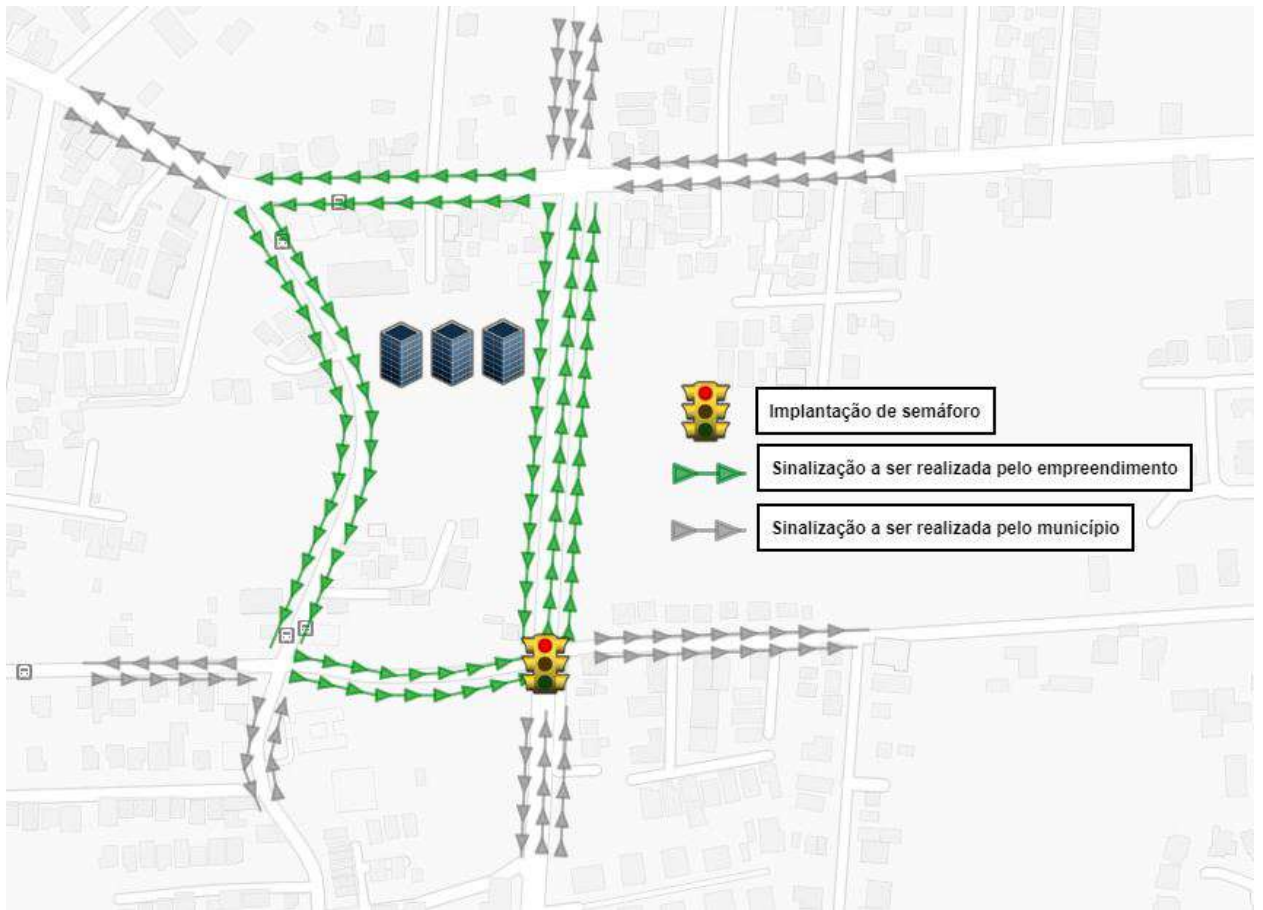 Implantação de semáforo
Sinalização a ser realizada pelo empreendimento
Sinalização a ser realizada pelo município